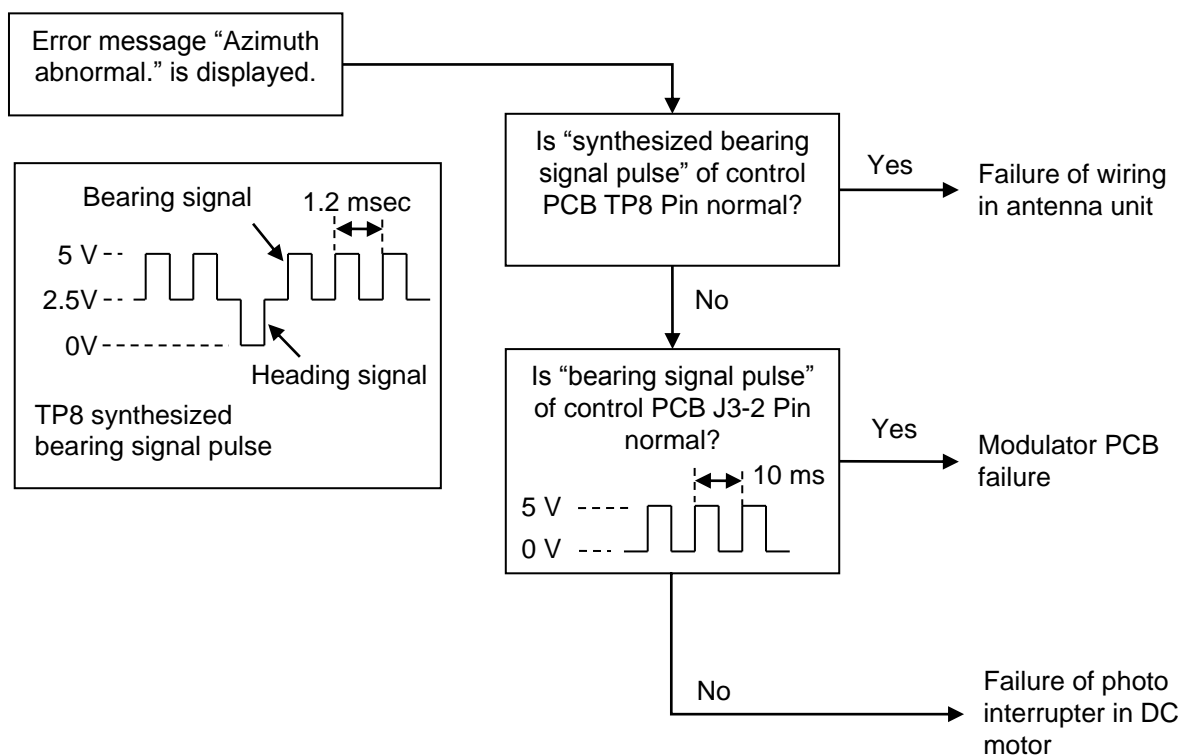 Error message “Azimuth
abnormal.” is displayed.
Is “synthesized bearing
signal pulse” of control
PCB TP8 Pin normal?
Yes
Failure of wiring
in antenna unit
Bearing signal
1.2 msec
5 V
2.5V
0V
Heading signal
TP8 synthesized
bearing signal pulse
No
Is “bearing signal pulse”
of control PCB J3-2 Pin
normal?
10 ms
5 V
0 V
Yes
Modulator PCB
failure
No
Failure of photo
interrupter in DC
motor